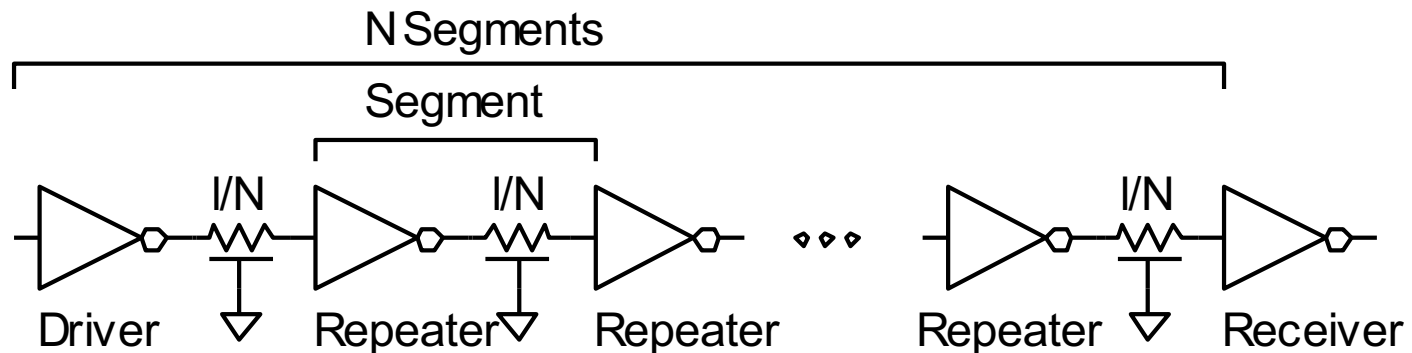 N Segments
Segment
l/N
l/N
l/N
Driver
Repeater
Repeater
Repeater
Receiver